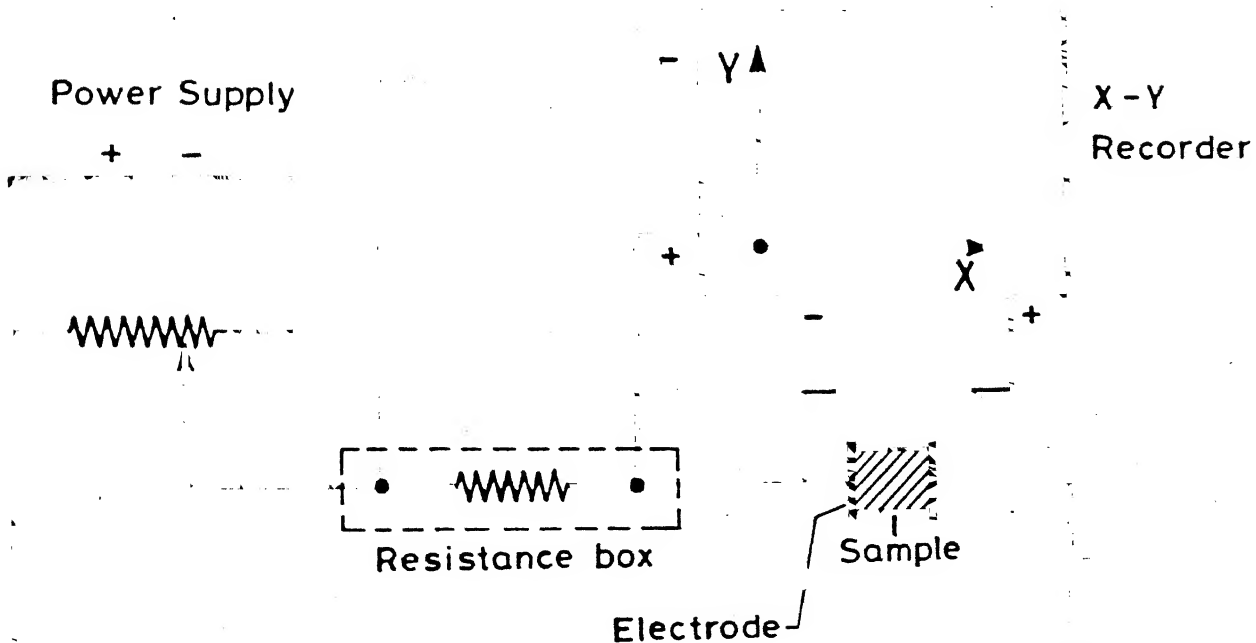 Power Supply
+ -
- Y
X - Y
Recorder
+
X
- +
Resistance box
Sample
Electrode